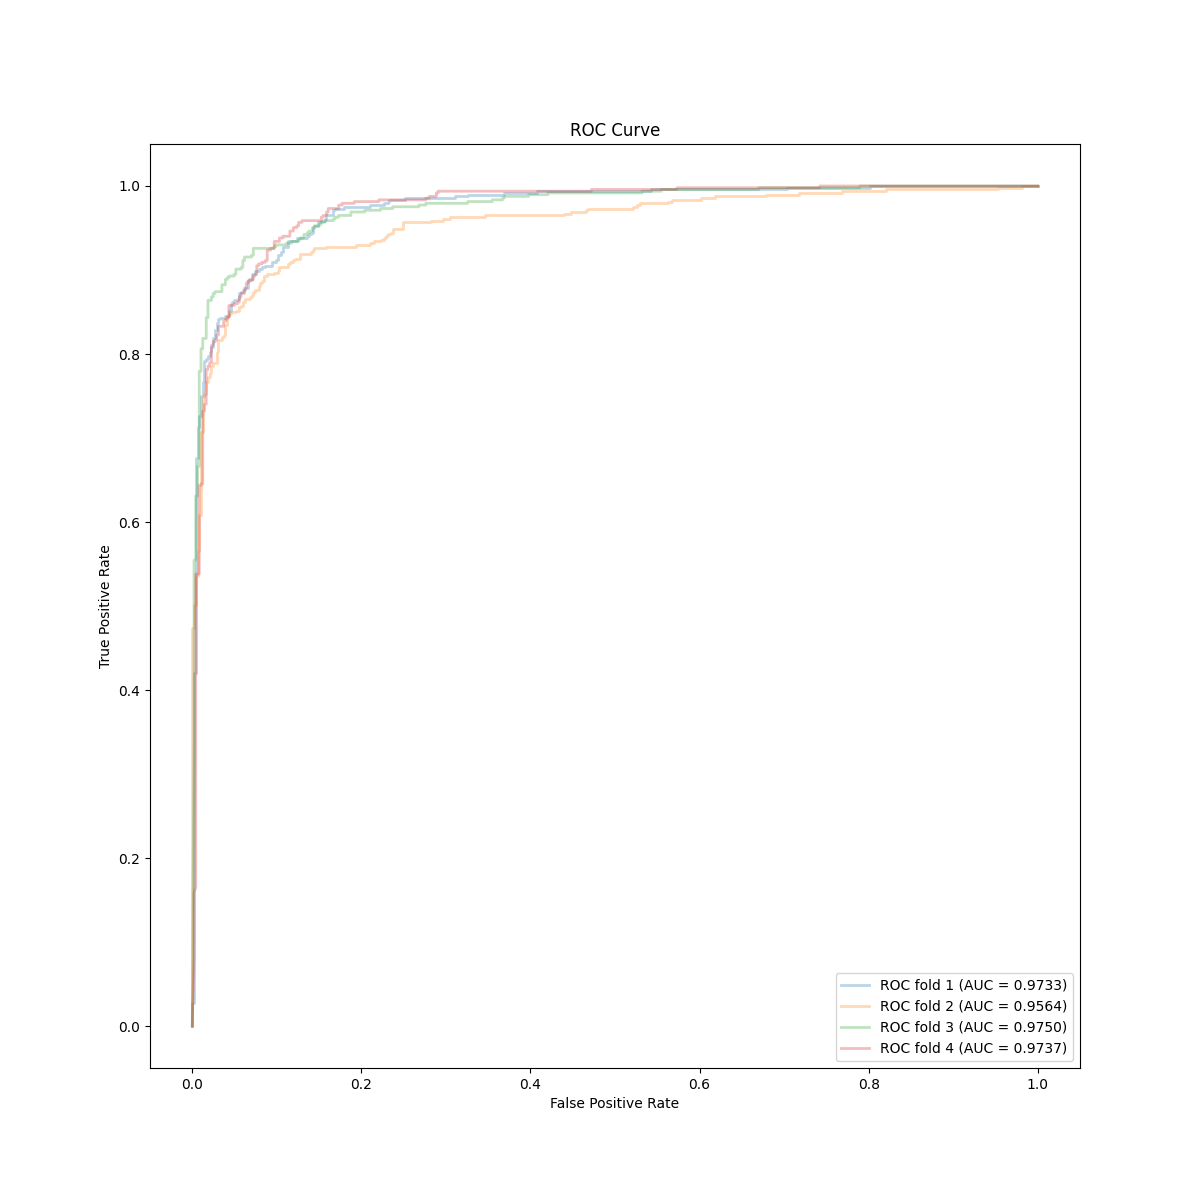 ROC Curve
1.0
0.8
0.6
0.4
0.2
0.0
True Positive Rate
0.0 0.2 0.4 0.6 0.8 1.0
False Positive Rate
ROC fold 1 (AUC = 0.9733)
ROC fold 2 (AUC = 0.9564)
ROC fold 3 (AUC = 0.9750)
ROC fold 4 (AUC = 0.9737)